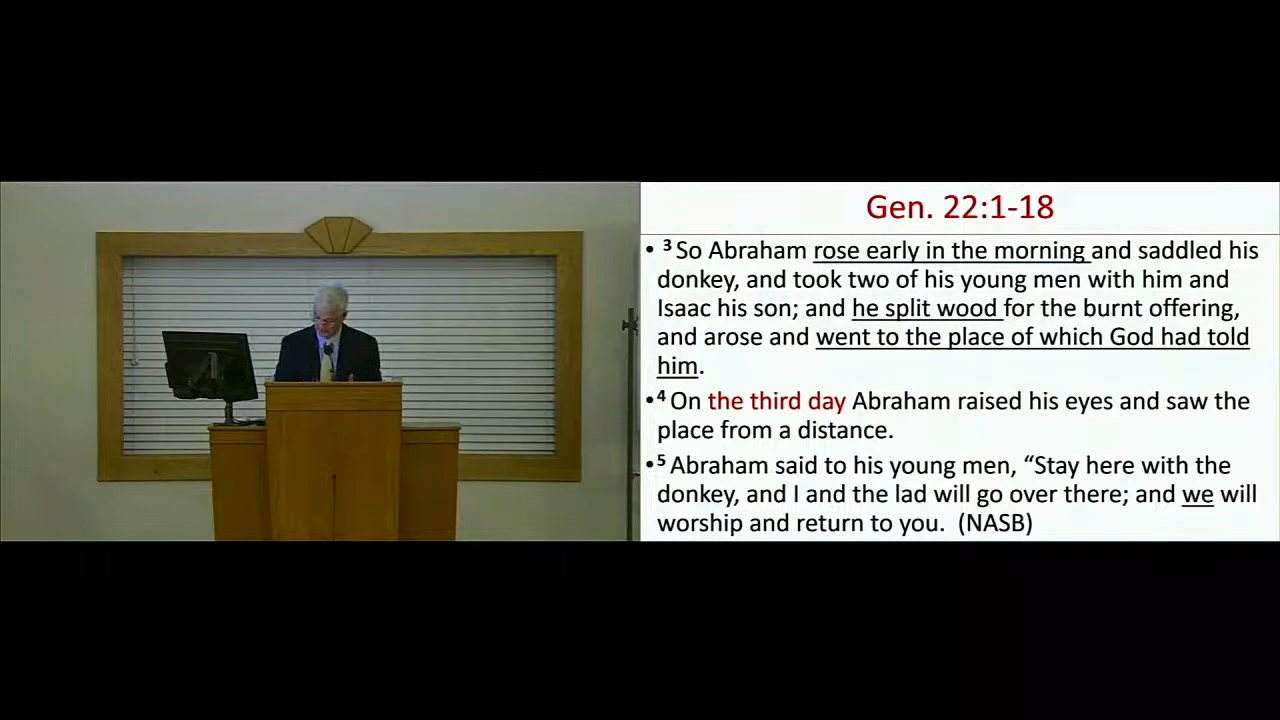 Gen. 22:1-18
• 3 So Abraham rose early in the morning and saddled his
donkey, and took two of his young men with him and
Isaac his son; and he split wood for the burnt offering,
and arose and went to the place of which God had told
him.
• 4 On the third day Abraham raised his eyes and saw the
place from a distance.
• 5 Abraham said to his young men, “Stay here with the
donkey, and I and the lad will go over there; and we will
worship and return to you.  (NASB)